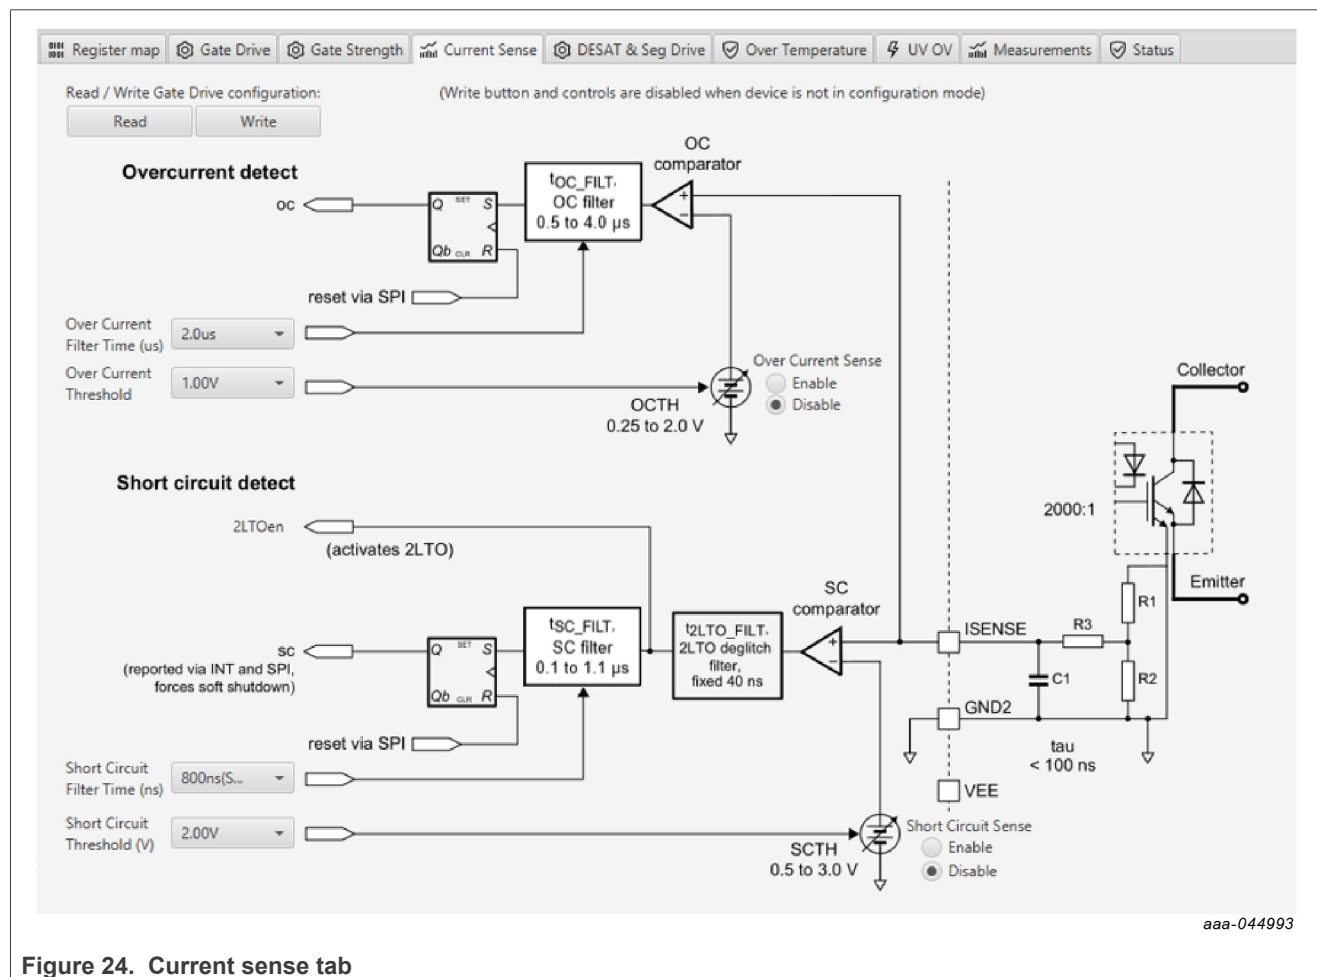 Register map
Gate Drive
Gate Strength
Current Sense
DESAT & Seg Drive
Over Temperature
UV OV
Measurements
Status
Read / Write Gate Drive configuration:
(Write button and controls are disabled when device is not in configuration mode)
Read
Write
Overcurrent detect
OC
comparator
tOC_FILT,
OC filter
0.5 to 4.0 µs
+
−
oc
Q SET S
Qb CLR R
reset via SPI
Over Current
Filter Time (us)
2.0us
Over Current
Threshold
1.00V
OCTH
0.25 to 2.0 V
Over Current Sense
Enable
Disable
Collector
2000:1
Emitter
Short circuit detect
2LTOen
(activates 2LTO)
SC
comparator
tSC_FILT,
SC filter
0.1 to 1.1 µs
t2LTO_FILT,
2LTO deglitch
filter,
fixed 40 ns
+
−
sc
(reported via INT and SPI,
forces soft shutdown)
Q SET S
Qb CLR R
reset via SPI
ISENSE
R3
R1
R2
C1
GND2
tau
< 100 ns
VEE
Short Circuit
Filter Time (ns)
800ns(S...
Short Circuit
Threshold (V)
2.00V
SCTH
0.5 to 3.0 V
Short Circuit Sense
Enable
Disable
aaa-044993
Figure 24. Current sense tab